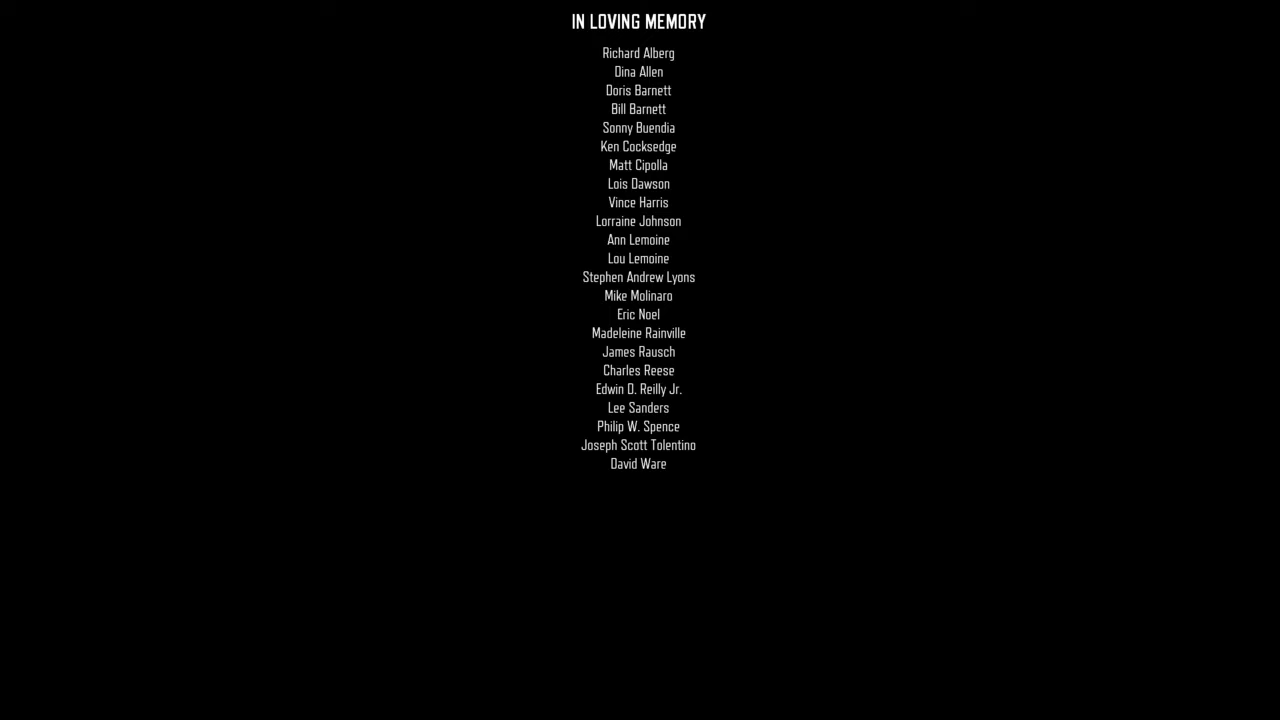 IN LOVING MEMORY
Richard Alberg
Dina Allen
Doris Barnett
Bill Barnett
Sonny Buendia
Ken Cocksedge
Matt Cipolla
Lois Dawson
Vince Harris
Lorraine Johnson
Ann Lemoine
Lou Lemoine
Stephen Andrew Lyons
Mike Molinaro
Eric Noel
Madeleine Rainville
James Rausch
Charles Reese
Edwin D. Reilly Jr.
Lee Sanders
Philip W. Spence
Joseph Scott Tolentino
David Ware